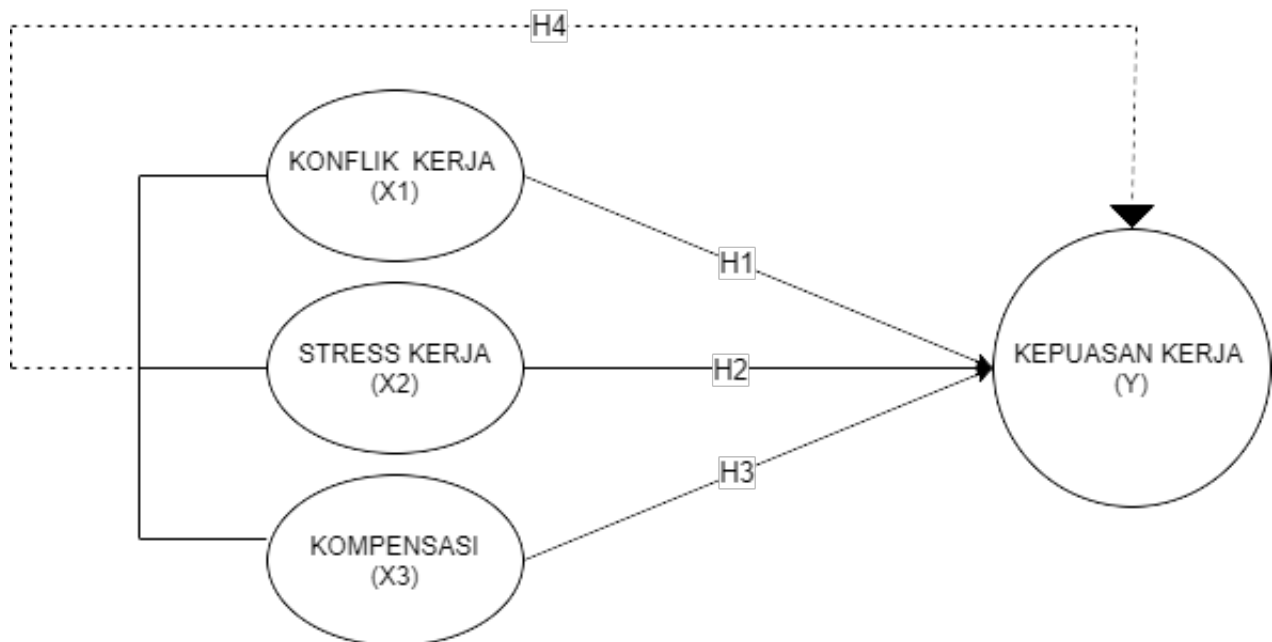 H4
KONFLIK KERJA
(X1)
H1
STRESS KERJA
(X2)
H2
KEPUASAN KERJA
(Y)
H3
KOMPENSASI
(X3)